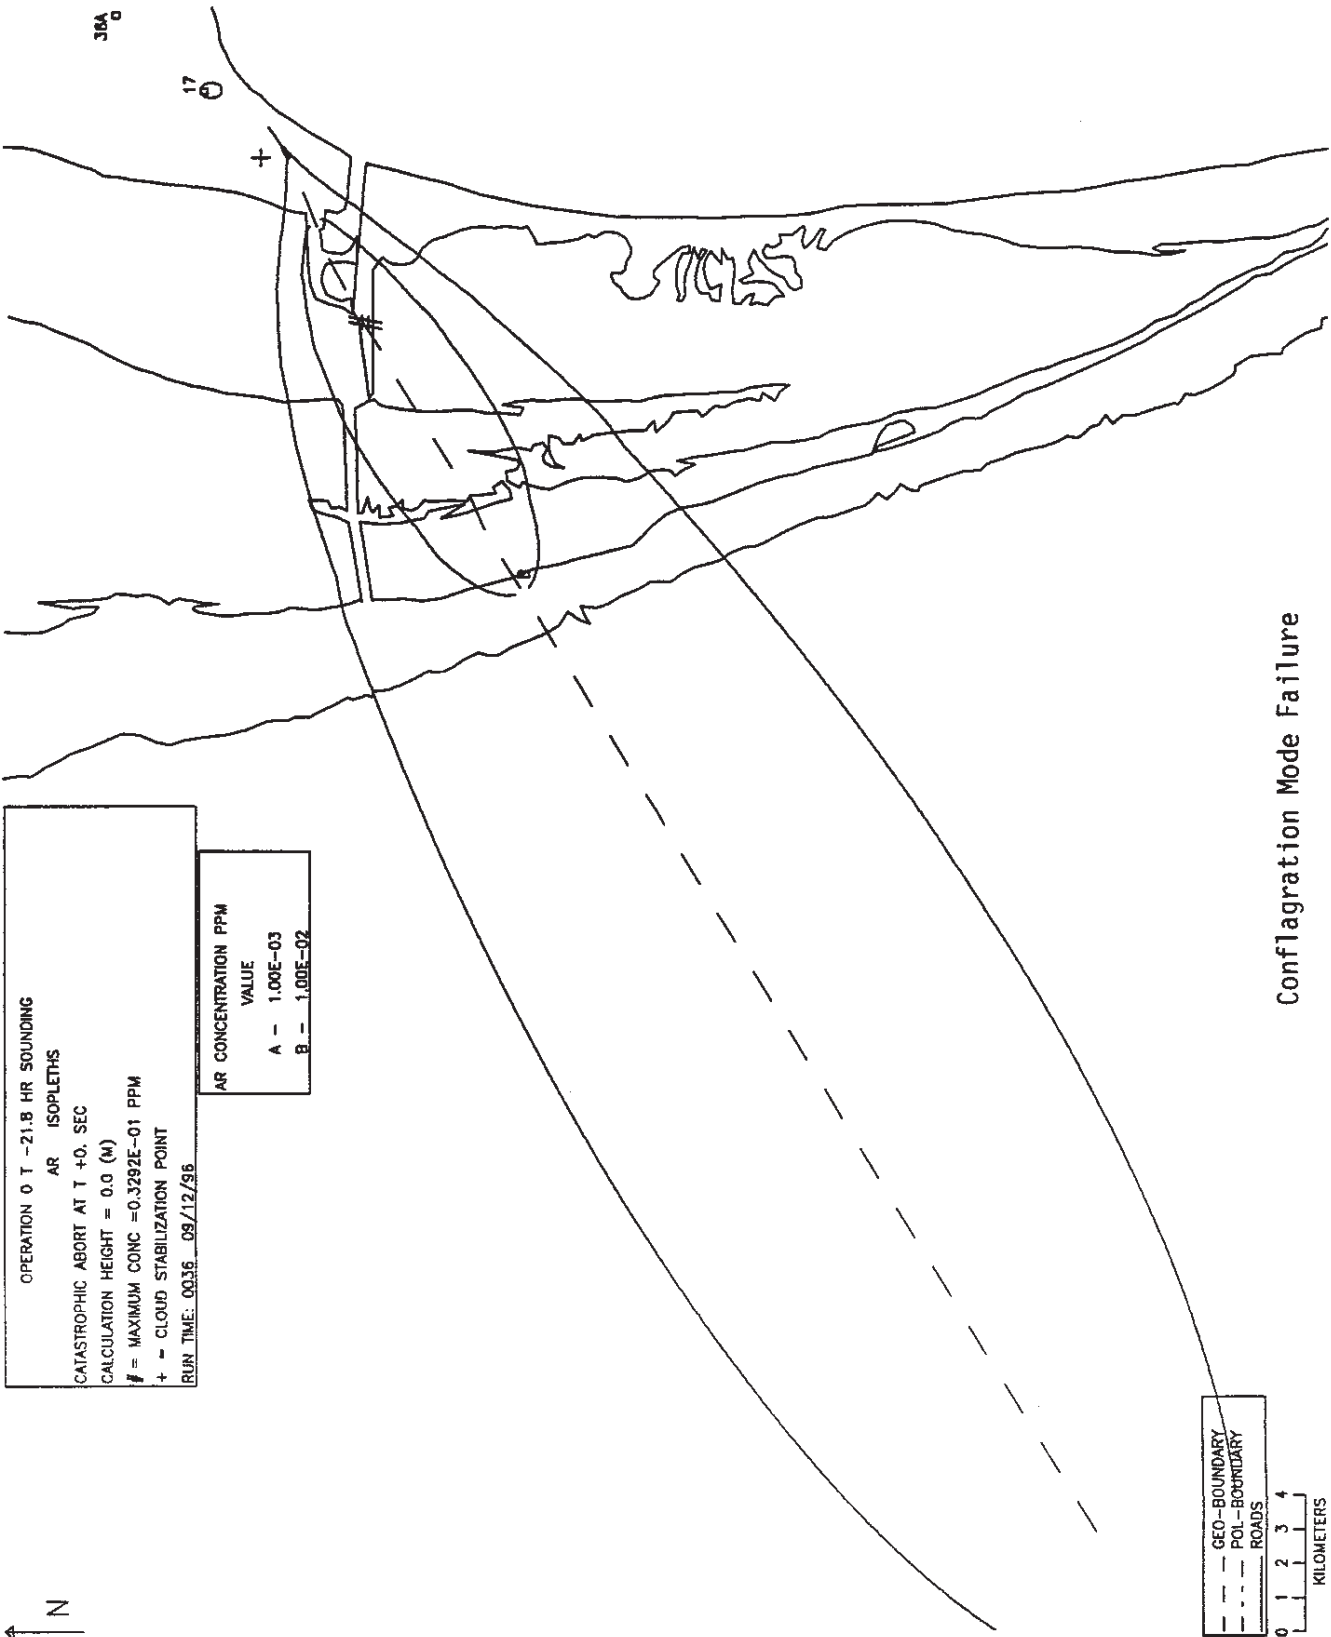 OPERATION 0 T -21.8 HR SOUNDING
AR ISOPLETHS
CATASTROPHIC ABORT AT T +0. SEC
CALCULATION HEIGHT = 0.0 (M)
# = MAXIMUM CONC =0.3292E-01 PPM
+ - CLOUD STABILIZATION POINT
RUN TIME: 0036 09/12/96
AR CONCENTRATION PPM
VALUE
A - 1.00E-03
B - 1.00E-02
N
38A
17
+
GEO-BOUNDARY
POL-BOUNDARY
ROADS
0 1 2 3 4
KILOMETERS
Conflagration Mode Failure